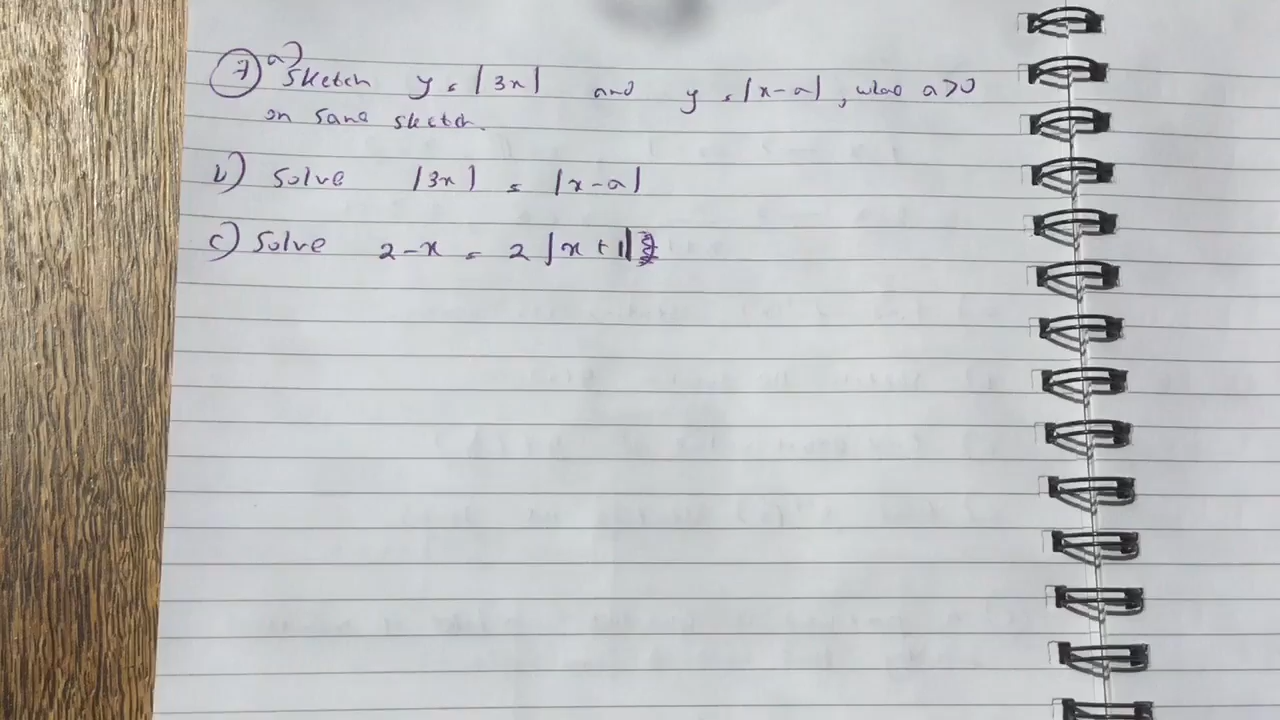 7 a) Sketch y = |3x| and y = |x-a|, where a>0
on same sketch.
b) Solve |3x| = |x-a|
c) Solve 2-x = 2|x+1|